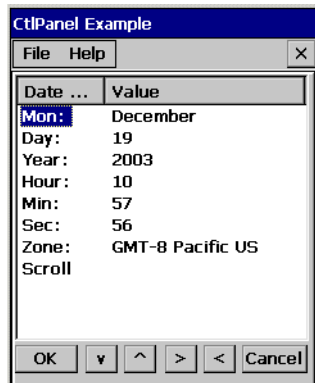 CtlPanel Example
File Help ×
Date ... Value
Mon: December
Day: 19
Year: 2003
Hour: 10
Min: 57
Sec: 56
Zone: GMT-8 Pacific US
Scroll
OK v ^ > < Cancel